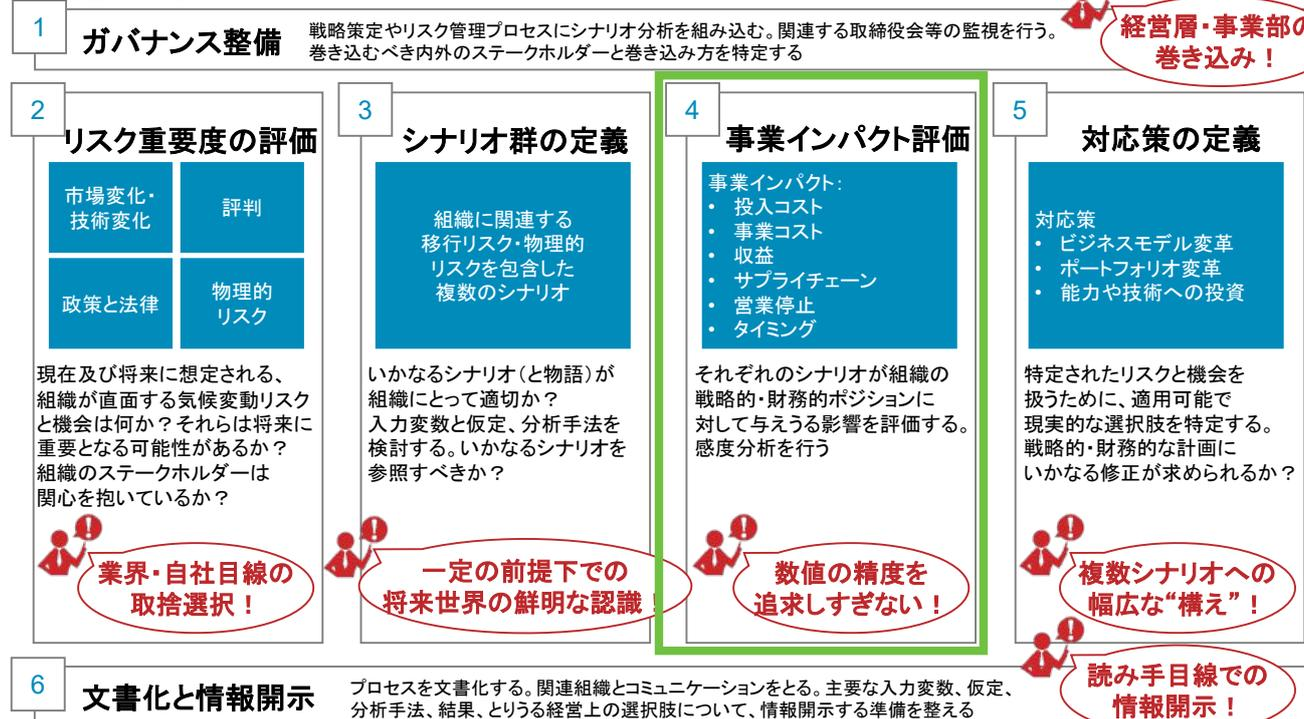 1
ガバナンス整備
戦略策定やリスク管理プロセスにシナリオ分析を組み込む。関連する取締役会等の監視を行う。
巻き込むべき内外のステークホルダーと巻き込み方を特定する
経営層・事業部の
巻き込み！
2
リスク重要度の評価
市場変化・
技術変化
評判
政策と法律
物理的
リスク
現在及び将来に想定される、
組織が直面する気候変動リスク
と機会は何か？それらは将来に
重要となる可能性があるか？
組織のステークホルダーは
関心を抱いているか？
業界・自社目線の
取捨選択！
3
シナリオ群の定義
組織に関連する
移行リスク・物理的
リスクを包含した
複数のシナリオ
いかなるシナリオ（と物語）が
組織にとって適切か？
入力変数と仮定、分析手法を
検討する。いかなるシナリオを
参照すべきか？
一定の前提下での
将来世界の鮮明な認識！
4
事業インパクト評価
事業インパクト：
• 投入コスト
• 事業コスト
• 収益
• サプライチェーン
• 営業停止
• タイミング
それぞれのシナリオが組織の
戦略的・財務的ポジションに
対して与えうる影響を評価する。
感度分析を行う
数値の精度を
追求しすぎない！
5
対応策の定義
対応策
• ビジネスモデル変革
• ポートフォリオ変革
• 能力や技術への投資
特定されたリスクと機会を
扱うために、適用可能で
現実的な選択肢を特定する。
戦略的・財務的な計画に
いかなる修正が求められるか？
複数シナリオへの
幅広な“構え”！
6
文書化と情報開示
プロセスを文書化する。関連組織とコミュニケーションをとる。主要な入力変数、仮定、
分析手法、結果、とりうる経営上の選択肢について、情報開示する準備を整える
読み手目線での
情報開示！